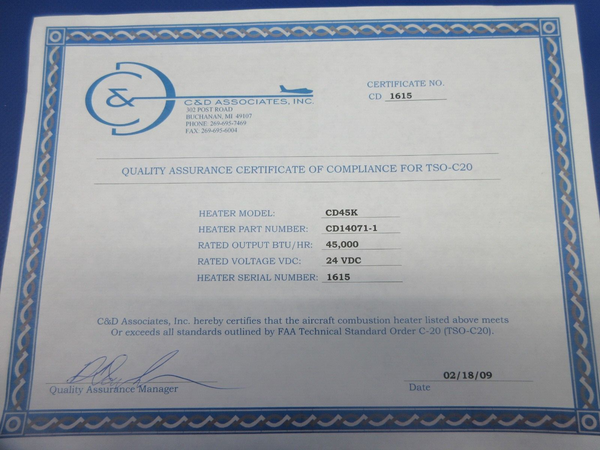 C&D
C&D ASSOCIATES, INC.
302 POST ROAD
BUCHANAN, MI 49107
PHONE: 269-695-7469
FAX: 269-695-6004
CERTIFICATE NO.
CD 1615
QUALITY ASSURANCE CERTIFICATE OF COMPLIANCE FOR TSO-C20
HEATER MODEL: CD45K
HEATER PART NUMBER: CD14071-1
RATED OUTPUT BTU/HR: 45,000
RATED VOLTAGE VDC: 24 VDC
HEATER SERIAL NUMBER: 1615
C&D Associates, Inc. hereby certifies that the aircraft combustion heater listed above meets
Or exceeds all standards outlined by FAA Technical Standard Order C-20 (TSO-C20).
02/18/09
Quality Assurance Manager
Date